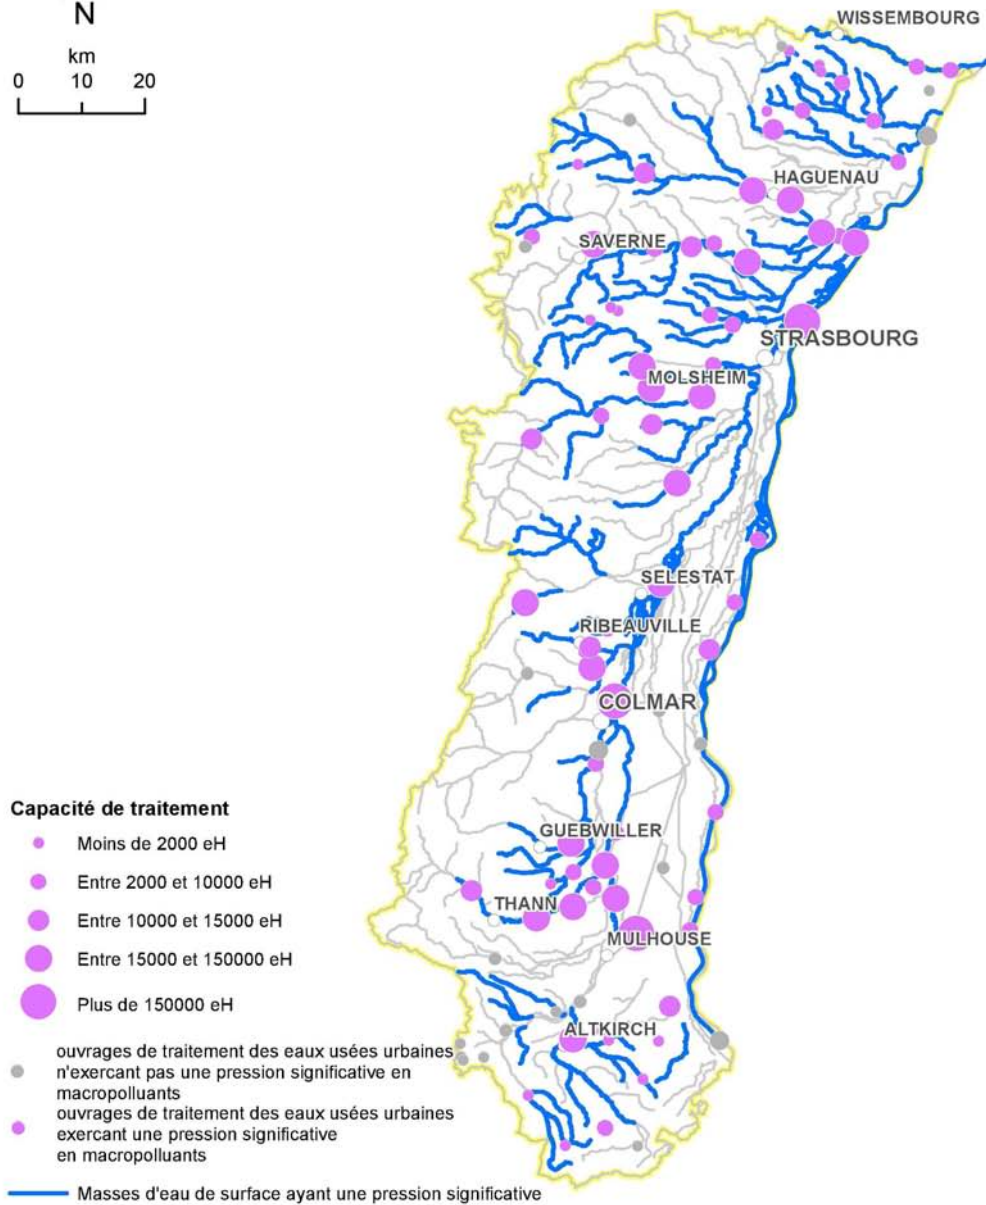 N
km
0 10 20
WISSEMBOURG
HAGUENAU
SAVERNE
STRASBOURG
MOLSHEIM
SELESTAT
RIBEAUVILLE
COLMAR
GUEBWILLER
THANN
MULHOUSE
ALTKIRCH
Capacité de traitement
Moins de 2000 eH
Entre 2000 et 10000 eH
Entre 10000 et 15000 eH
Entre 15000 et 150000 eH
Plus de 150000 eH
ouvrages de traitement des eaux usées urbaines
n'exerçant pas une pression significative en
macropolluants
ouvrages de traitement des eaux usées urbaines
exercant une pression significative
en macropolluants
Masses d'eau de surface ayant une pression significative